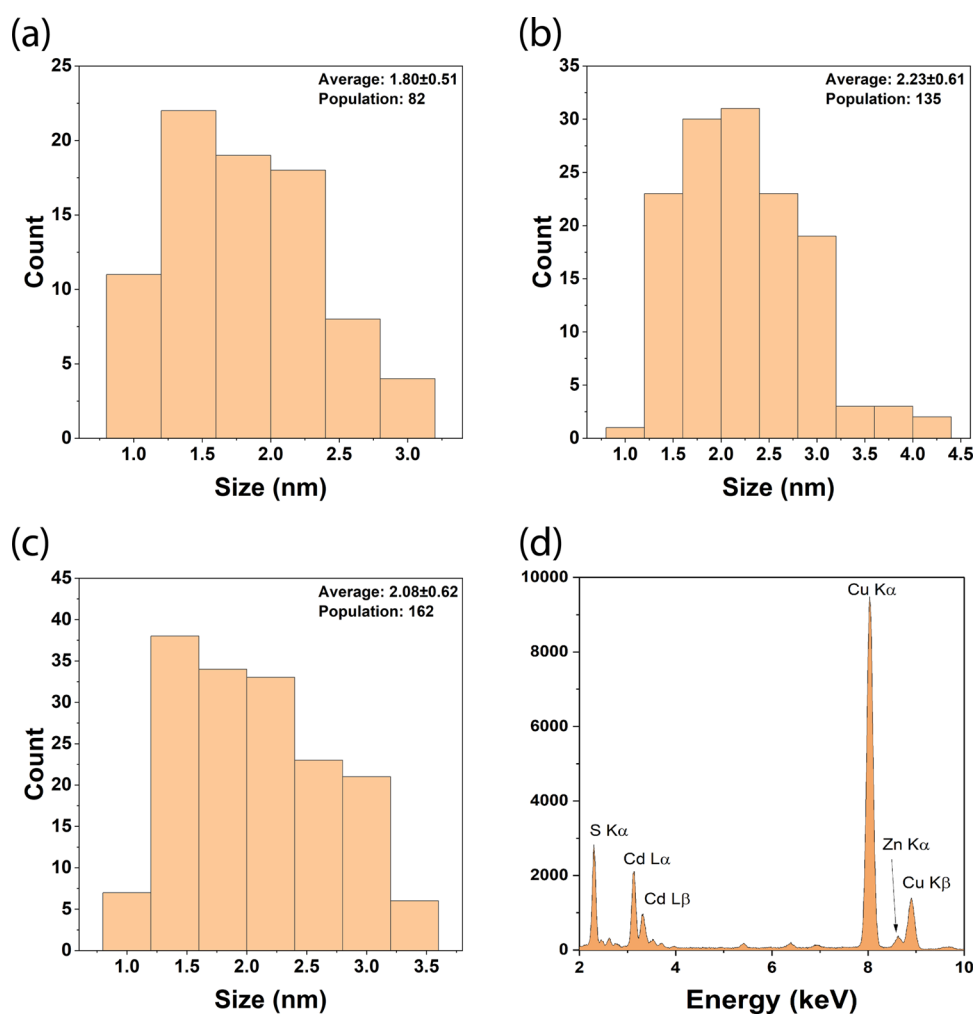 (a)
Average: 1.80±0.51
Population: 82
25
20
15
10
5
0
Count
1.0 1.5 2.0 2.5 3.0
Size (nm)
(b)
Average: 2.23±0.61
Population: 135
35
30
25
20
15
10
5
0
Count
1.0 1.5 2.0 2.5 3.0 3.5 4.0 4.5
Size (nm)
(c)
Average: 2.08±0.62
Population: 162
45
40
35
30
25
20
15
10
5
0
Count
1.0 1.5 2.0 2.5 3.0 3.5
Size (nm)
(d)
10000
8000
6000
4000
2000
0
Cu Kα
S Kα
Cd Lα
Cd Lβ
Zn Kα
Cu Kβ
2 4 6 8 10
Energy (keV)